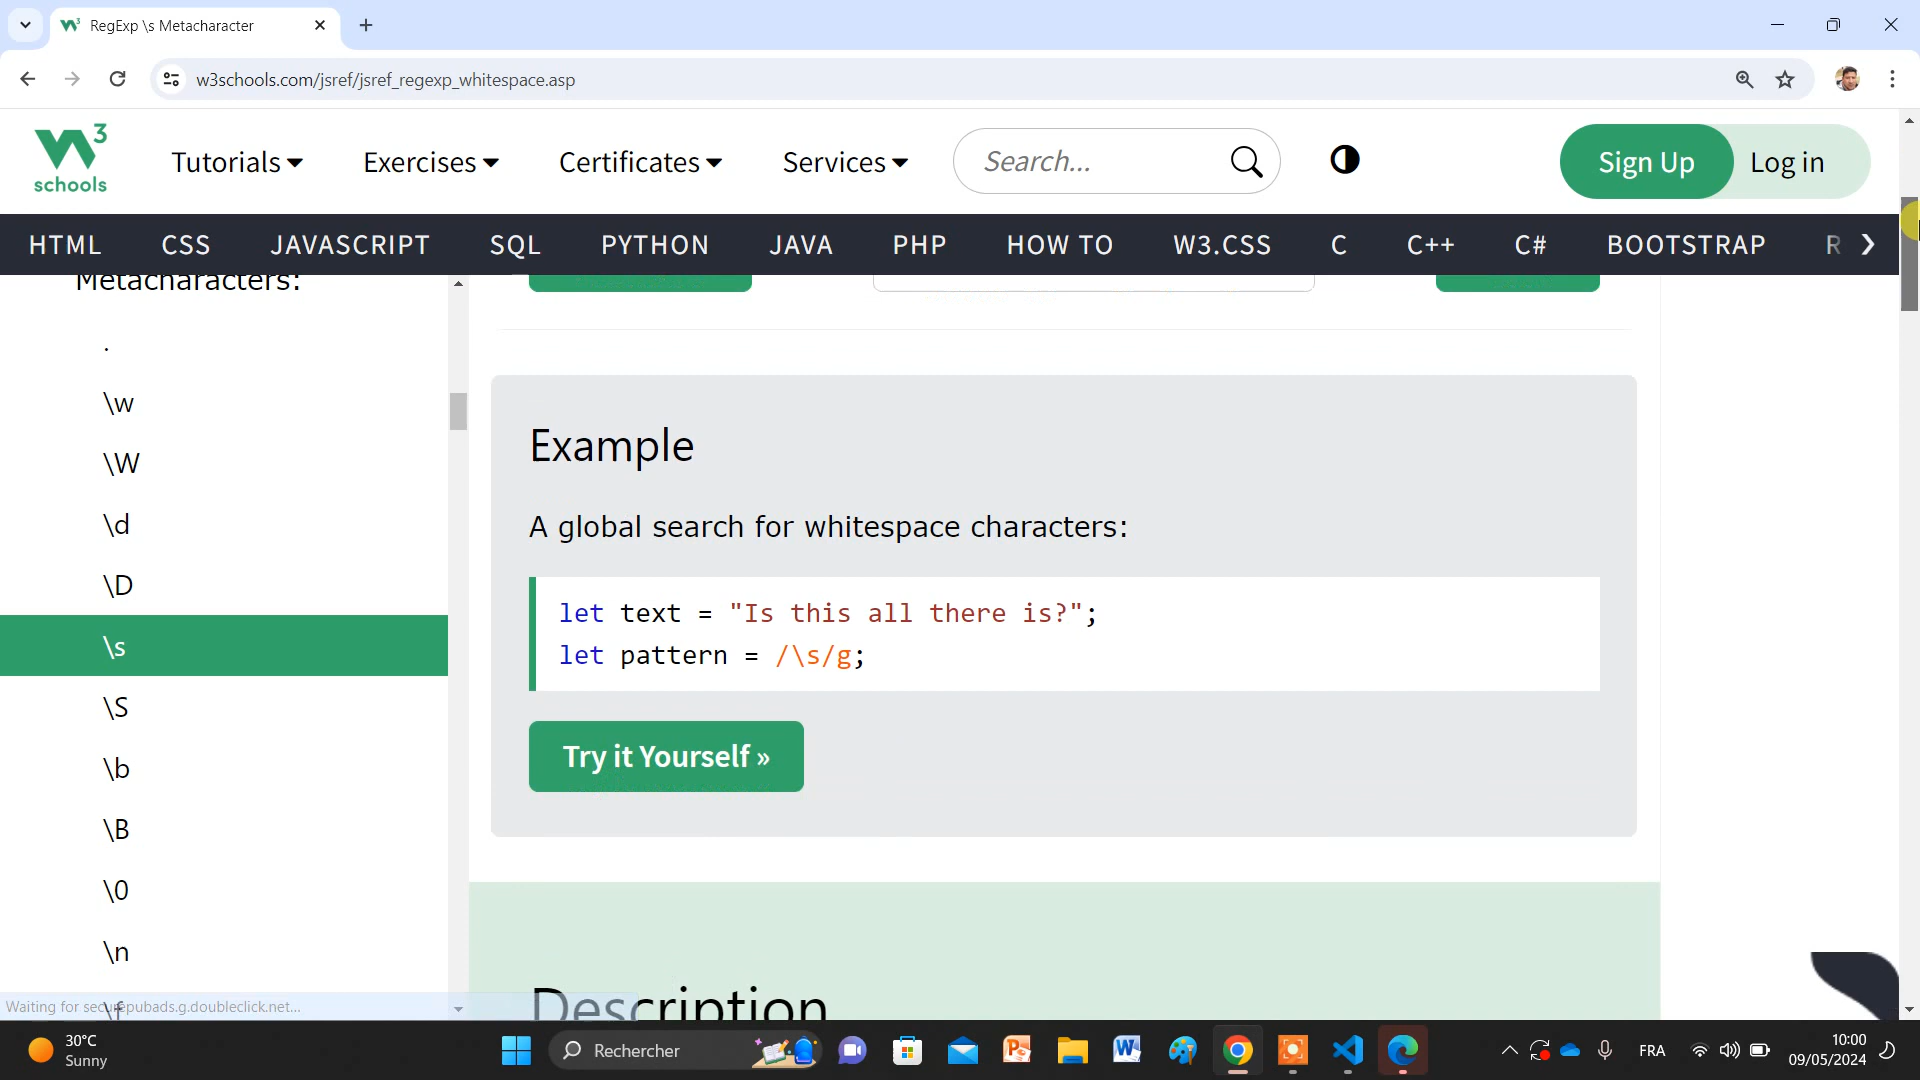 RegExp \s Metacharacter
w3schools.com/jsref/jsref_regexp_whitespace.asp
W3
schools
Tutorials
Exercises
Certificates
Services
Search...
Sign Up
Log in
HTML
CSS
JAVASCRIPT
SQL
PYTHON
JAVA
PHP
HOW TO
W3.CSS
C
C++
C#
BOOTSTRAP
R
Metacharacters:
.
\w
\W
\d
\D
\s
\S
\b
\B
\0
\n
\f
Example
A global search for whitespace characters:
let text = "Is this all there is?";
let pattern = /\s/g;
Try it Yourself »
Description
Waiting for securepubads.g.doubleclick.net...
30°C
Sunny
Rechercher
FRA
10:00
09/05/2024